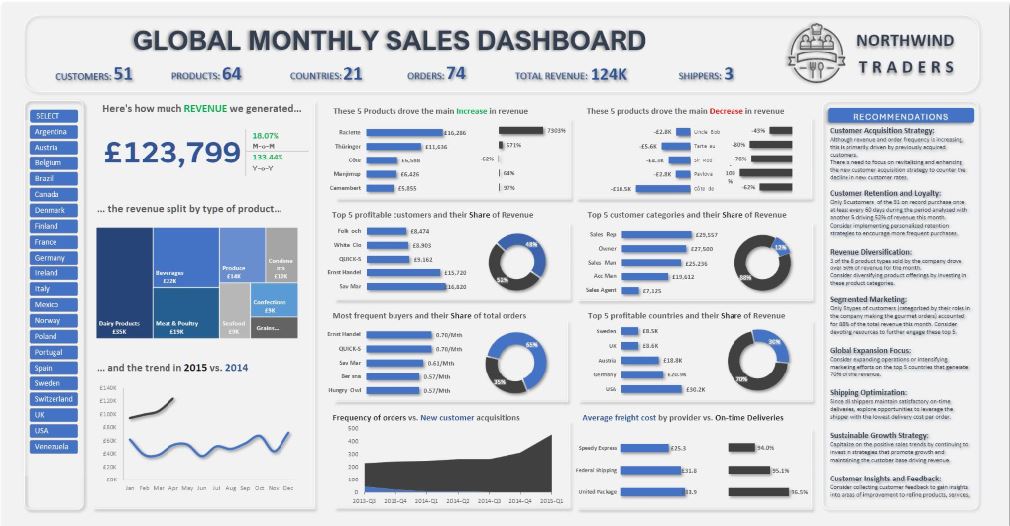 GLOBAL MONTHLY SALES DASHBOARD
CUSTOMERS: 51 PRODUCTS: 64 COUNTRIES: 21 ORDERS: 74 TOTAL REVENUE: 124K SHIPPERS: 3
NORTHWIND
TRADERS
SELECT
Argentina
Austria
Belgium
Brazil
Canada
Denmark
Finland
France
Germany
Ireland
Italy
Mexico
Norway
Poland
Portugal
Spain
Sweden
Switzerland
UK
USA
Venezuela
Here's how much REVENUE we generated...
£123,799
18.07%
M-o-M
133.44%
Y-o-Y
... the revenue split by type of product...
Dairy Products
£35K
Beverages
£22K
Meat & Poultry
£19K
Produce
£14K
Seafood
£9K
£12K
Confections
£9K
Grains...
... and the trend in 2015 vs. 2014
£140K
£120K
£100K
£80K
£60K
£40K
£20K
£0K
Jan Feb Mar Apr May Jun Jul Aug Sep Oct Nov Dec
These 5 Products drove the main Increase in revenue
Raclette £16,286 7303%
Thüringer £11,636 571%
Côte
Manjimup £6,426 64%
Camembert £5,855 97%
Top 5 profitable customers and their Share of Revenue
Folk och £8,474
White Clo £8,903
QUICK-S £9,162
Ernst Handel £15,720
Sav Mar £16,820
48%
52%
Most frequent buyers and their Share of total orders
Ernst Handel 0.70/Mth
QUICK-S 0.70/Mth
Sav Mar 0.61/Mth
0.57/Mth
Hungry Owl 0.57/Mth
65%
35%
Frequency of orders vs. New customer acquisitions
500
400
300
200
100
0
2013-Q3 2013-Q4 2014-Q1 2014-Q2 2014-Q3 2014-Q4 2015-Q1
These 5 products drove the main Decrease in revenue
-£2.8K Uncle Bob -43%
-£5.6K Tarte au -80%
Sir Rod
-£2.8K Pavlova
-£18.5K Côte de -62%
Top 5 customer categories and their Share of Revenue
Sales Rep £29,557
Owner £27,500
Sales Man £25,236
Acc Man £19,612
Sales Agent £7,125
12%
88%
Top 5 profitable countries and their Share of Revenue
Sweden £8.5K
UK £8.6K
Austria £18.8K
Germany
USA £30.2K
30%
70%
Average freight cost by provider vs. On-time Deliveries
Speedy Express £25.3 94.0%
Federal Shipping £31.8 95.1%
United Package 96.5%
RECOMMENDATIONS
Customer Acquisition Strategy:
Although revenue and order frequency is increasing,
this is primarily driven by previously acquired
customers.
There is need to focus on revitalising and enhancing
the new customer acquisition strategy to counter the
decline in new customer rates.
Customer Retention and Loyalty:
Only 5 customers of the 91 on record purchase once
at least every 60 days during the period analysed with
another 5 driving 52% of revenue this month.
Consider implementing personalized retention
strategies to encourage more frequent purchases.
Revenue Diversification:
3 of the 8 product types sold by the company drove
over 50% of revenue for the month.
Consider diversifying product offerings by investing in
these product categories.
Segmented Marketing:
Only 5 types of customers (categorized by their roles in
the company making the gourmet orders) accounted
for 88% of the total revenue this month. Consider
devoting resources to further engage these top 5.
Global Expansion Focus:
Consider expanding operations or intensifying
marketing efforts on the top 5 countries that generate
70% of the revenue.
Shipping Optimization:
Since all shippers maintain satisfactory on-time
deliveries, explore opportunities to leverage the
shipper with the lowest delivery cost per order.
Sustainable Growth Strategy:
Capitalize on the positive sales trends by continuing to
invest in strategies that promote growth and
maintaining the customer base driving revenue.
Customer Insights and Feedback:
Consider collecting customer feedback to gain insights
into areas of improvement to refine products, services,